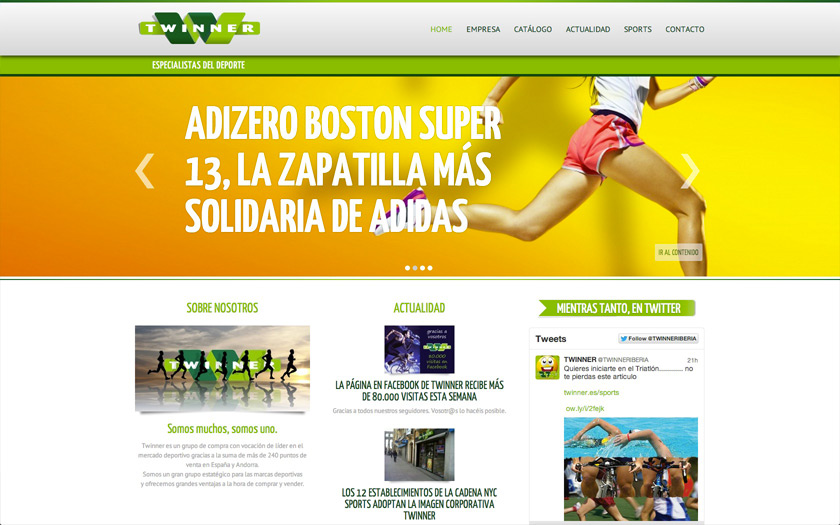 TWINNER
HOME EMPRESA CATÁLOGO ACTUALIDAD SPORTS CONTACTO
ESPECIALISTAS DEL DEPORTE
ADIZERO BOSTON SUPER
13, LA ZAPATILLA MÁS
SOLIDARIA DE ADIDAS
IR AL CONTENIDO
SOBRE NOSOTROS
TWINNER
Somos muchos, somos uno.
Twinner es un grupo de compra con vocación de líder en el
mercado deportivo gracias a la suma de más de 240 puntos de
venta en España y Andorra.
Somos un gran grupo estatégico para las marcas deportivas
y ofrecemos grandes ventajas a la hora de comprar y vender.
ACTUALIDAD
gracias a
vosotros
80.000
visitas en
Facebook
LA PÁGINA EN FACEBOOK DE TWINNER RECIBE MÁS
DE 80.000 VISITAS ESTA SEMANA
Gracias a todos nuestros seguidores. Vosotr@s lo hacéis posible.
LOS 12 ESTABLECIMIENTOS DE LA CADENA NYC
SPORTS ADOPTAN LA IMAGEN CORPORATIVA
TWINNER
MIENTRAS TANTO, EN TWITTER
Tweets
Follow @TWINNERIBERIA
TWINNER @TWINNERIBERIA 21h
Quieres iniciarte en el Triatlón.............. no
te pierdas este artículo
twinner.es/sports
ow.ly/i/2fejk